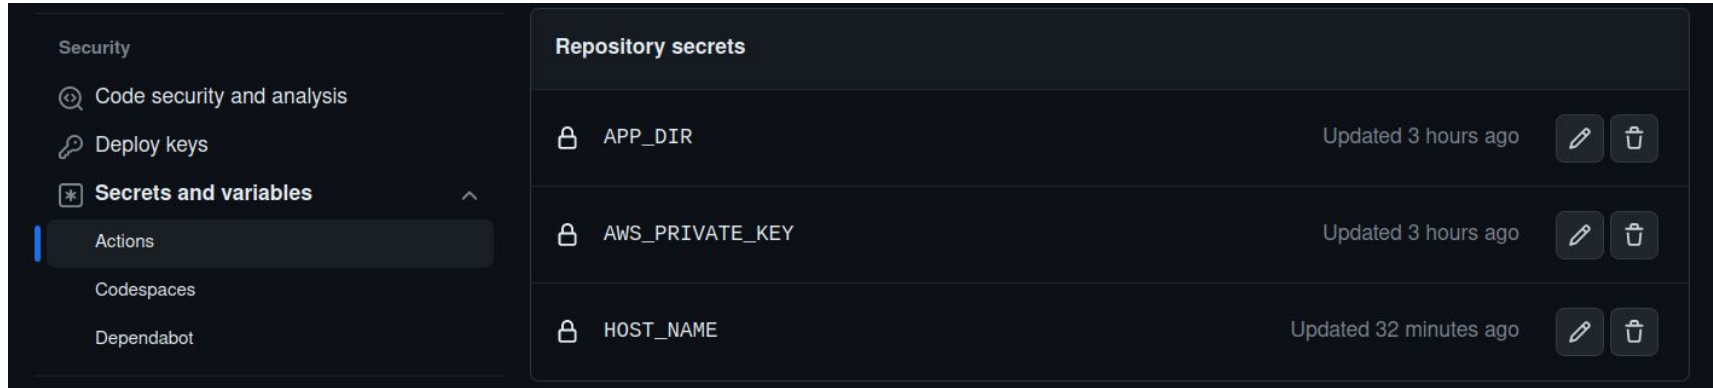 Security
Code security and analysis
Deploy keys
Secrets and variables
Actions
Codespaces
Dependabot
Repository secrets
APP_DIR Updated 3 hours ago
AWS_PRIVATE_KEY Updated 3 hours ago
HOST_NAME Updated 32 minutes ago